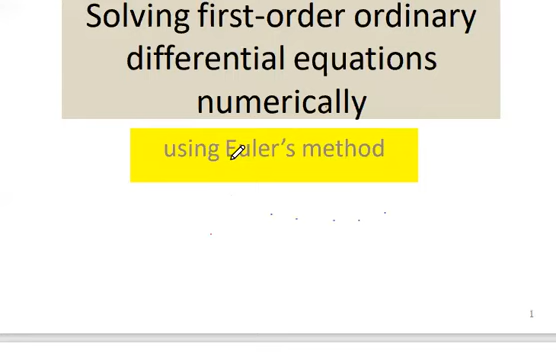 Solving first-order ordinary
differential equations
numerically
using Euler’s method
1